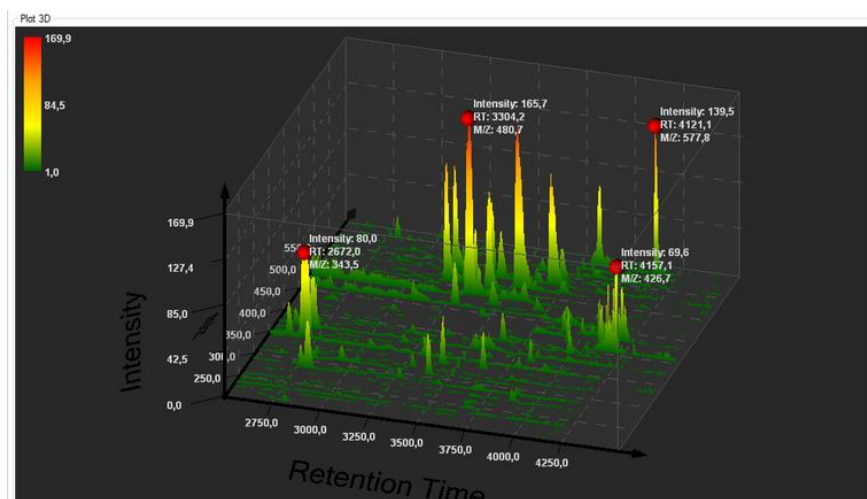 Plot 3D
169,9
84,5
1,0
Intensity: 165,7
RT: 3304,2
M/Z: 480,7
Intensity: 139,5
RT: 4121,1
M/Z: 577,8
Intensity: 80,0
RT: 2672,0
M/Z: 343,5
Intensity: 69,6
RT: 4157,1
M/Z: 426,7
169,9
127,4
85,0
42,5
0,0
Intensity
500,0
450,0
400,0
350,0
300,0
250,0
2750,0
3000,0
3250,0
3500,0
3750,0
4000,0
4250,0
Retention Time